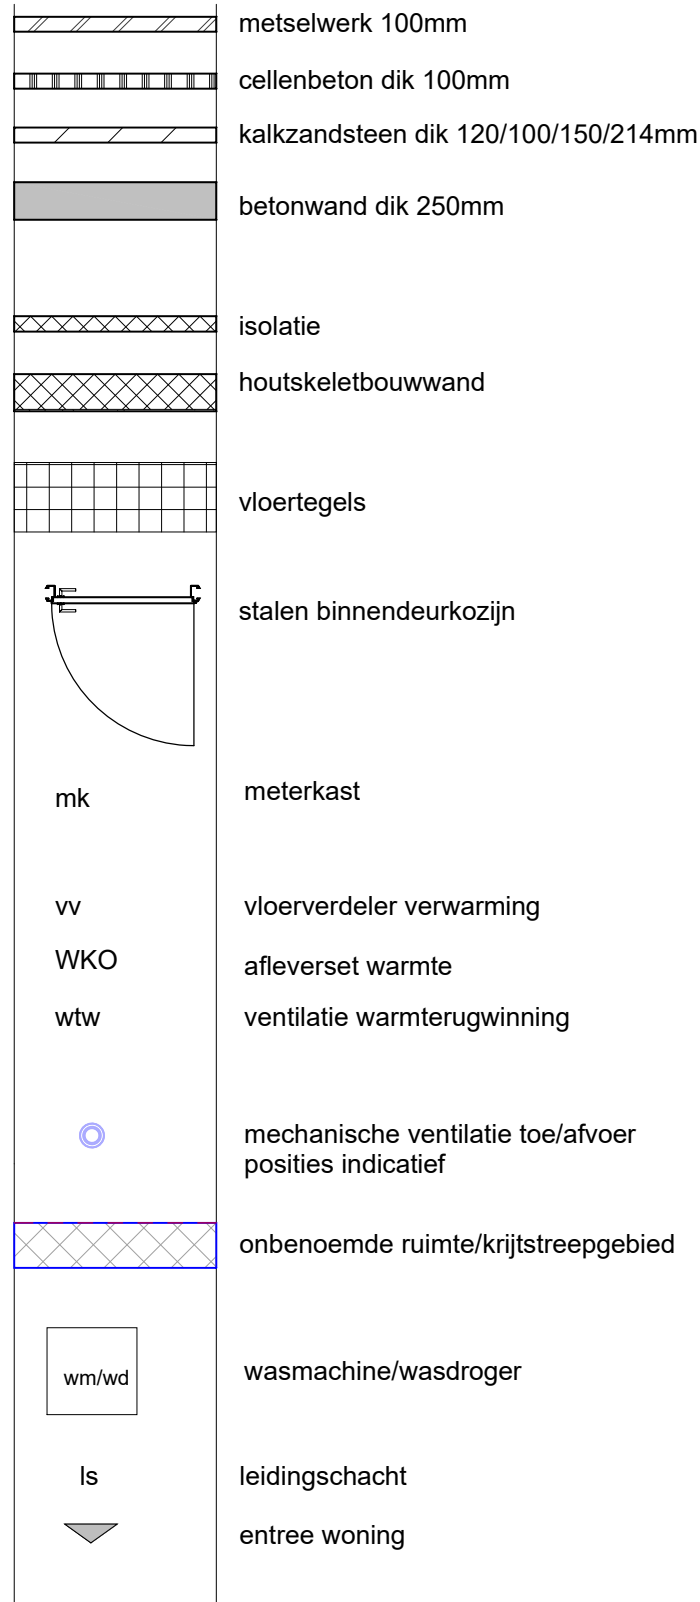 metselwerk 100mm
cellenbeton dik 100mm
kalkzandsteen dik 120/100/150/214mm
betonwand dik 250mm
isolatie
houtskeletbouwwand
vloertegels
stalen binnendeurkozijn
mk meterkast
vv vloerverdeler verwarming
WKO afleverset warmte
wtw ventilatie warmterugwinning
mechanische ventilatie toe/afvoer
posities indicatief
onbenoemde ruimte/krijtstreepgebied
wm/wd wasmachine/wasdroger
ls leidingschacht
entree woning